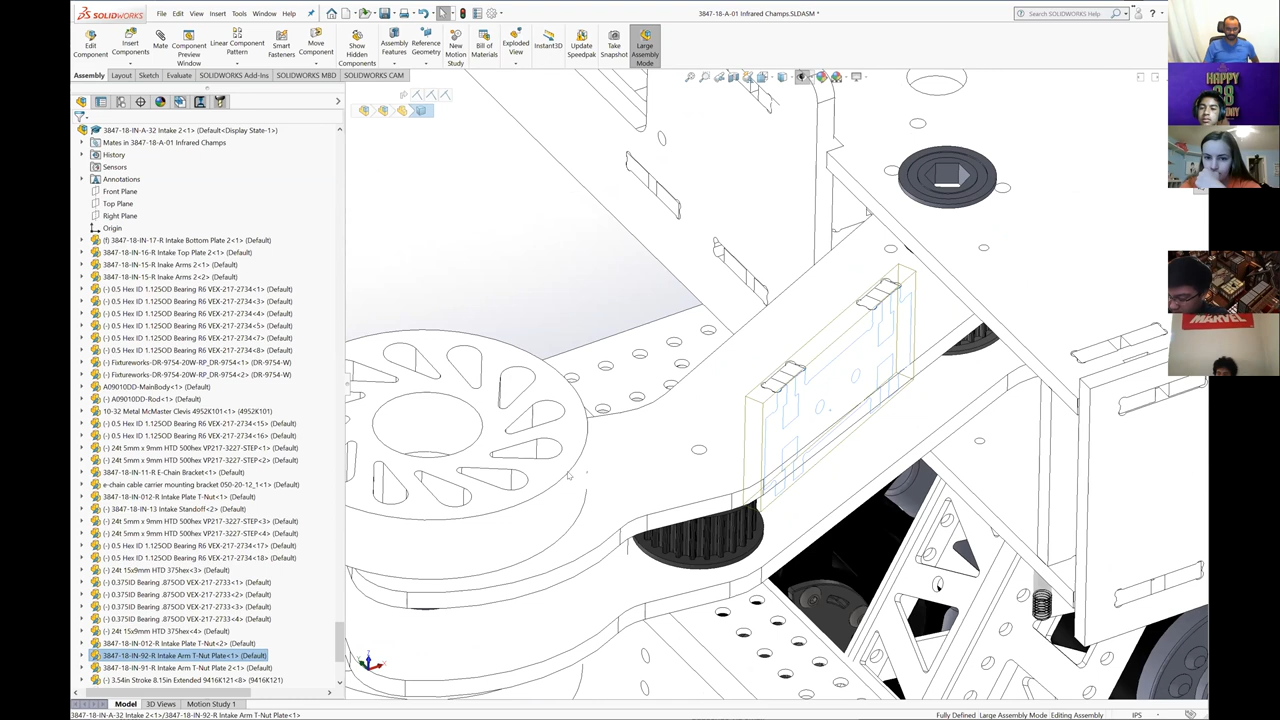 SOLIDWORKS
File Edit View Insert Tools Window Help
3847-18-A-01 Infrared Champs.SLDASM *
Search SOLIDWORKS Help
Edit Component
Insert Components
Mate
Component Preview Window
Linear Component Pattern
Smart Fasteners
Move Component
Show Hidden Components
Assembly Features
Reference Geometry
New Motion Study
Bill of Materials
Exploded View
Instant3D
Update Speedpak
Take Snapshot
Large Assembly Mode
Assembly Layout Sketch Evaluate SOLIDWORKS Add-Ins SOLIDWORKS MBD SOLIDWORKS CAM
3847-18-IN-A-32 Intake 2<1> (Default<Display State-1>)
Mates in 3847-18-A-01 Infrared Champs
History
Sensors
Annotations
Front Plane
Top Plane
Right Plane
Origin
(f) 3847-18-IN-17-R Intake Bottom Plate 2<1> (Default)
3847-18-IN-16-R Intake Top Plate 2<1> (Default)
3847-18-IN-15-R Inake Arms 2<1> (Default)
3847-18-IN-15-R Inake Arms 2<2> (Default)
(-) 0.5 Hex ID 1.125OD Bearing R6 VEX-217-2734<1> (Default)
(-) 0.5 Hex ID 1.125OD Bearing R6 VEX-217-2734<3> (Default)
(-) 0.5 Hex ID 1.125OD Bearing R6 VEX-217-2734<4> (Default)
(-) 0.5 Hex ID 1.125OD Bearing R6 VEX-217-2734<5> (Default)
(-) 0.5 Hex ID 1.125OD Bearing R6 VEX-217-2734<7> (Default)
(-) 0.5 Hex ID 1.125OD Bearing R6 VEX-217-2734<8> (Default)
(-) Fixtureworks-DR-9754-20W-RP_DR-9754<1> (DR-9754-W)
(-) Fixtureworks-DR-9754-20W-RP_DR-9754<2> (DR-9754-W)
A09010DD-MainBody<1> (Default)
(-) A09010DD-Rod<1> (Default)
10-32 Metal McMaster Clevis 4952K101<1> (4952K101)
(-) 0.5 Hex ID 1.125OD Bearing R6 VEX-217-2734<15> (Default)
(-) 0.5 Hex ID 1.125OD Bearing R6 VEX-217-2734<16> (Default)
(-) 24t 5mm x 9mm HTD 500hex VP217-3227-STEP<1> (Default)
(-) 24t 5mm x 9mm HTD 500hex VP217-3227-STEP<2> (Default)
3847-18-IN-11-R E-Chain Bracket<1> (Default)
e-chain cable carrier mounting bracket 050-20-12_1<1> (Default)
3847-18-IN-012-R Intake Plate T-Nut<1> (Default)
(-) 3847-18-IN-13 Intake Standoff<2> (Default)
(-) 24t 5mm x 9mm HTD 500hex VP217-3227-STEP<3> (Default)
(-) 24t 5mm x 9mm HTD 500hex VP217-3227-STEP<4> (Default)
(-) 0.5 Hex ID 1.125OD Bearing R6 VEX-217-2734<17> (Default)
(-) 0.5 Hex ID 1.125OD Bearing R6 VEX-217-2734<18> (Default)
(-) 24t 15x9mm HTD 375hex<3> (Default)
(-) 0.375ID Bearing .875OD VEX-217-2733<1> (Default)
(-) 0.375ID Bearing .875OD VEX-217-2733<2> (Default)
(-) 0.375ID Bearing .875OD VEX-217-2733<3> (Default)
(-) 0.375ID Bearing .875OD VEX-217-2733<4> (Default)
(-) 24t 15x9mm HTD 375hex<4> (Default)
3847-18-IN-012-R Intake Plate T-Nut<2> (Default)
3847-18-IN-92-R Intake Arm T-Nut Plate<1> (Default)
3847-18-IN-91-R Intake Arm T-Nut Plate 2<1> (Default)
(-) 3.54in Stroke 8.15in Extended 9416K121<8> (9416K121)
Model 3D Views Motion Study 1
3847-18-IN-A-32 Intake 2<1>/3847-18-IN-92-R Intake Arm T-Nut Plate<1>
Fully Defined Large Assembly Mode Editing Assembly IPS
HAPPY
MARVEL